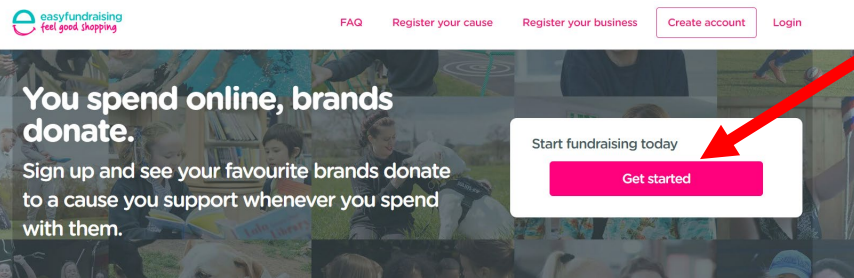 easyfundraising
feel good shopping
FAQ
Register your cause
Register your business
Create account
Login
You spend online, brands
donate.
Sign up and see your favourite brands donate
to a cause you support whenever you spend
with them.
Start fundraising today
Get started